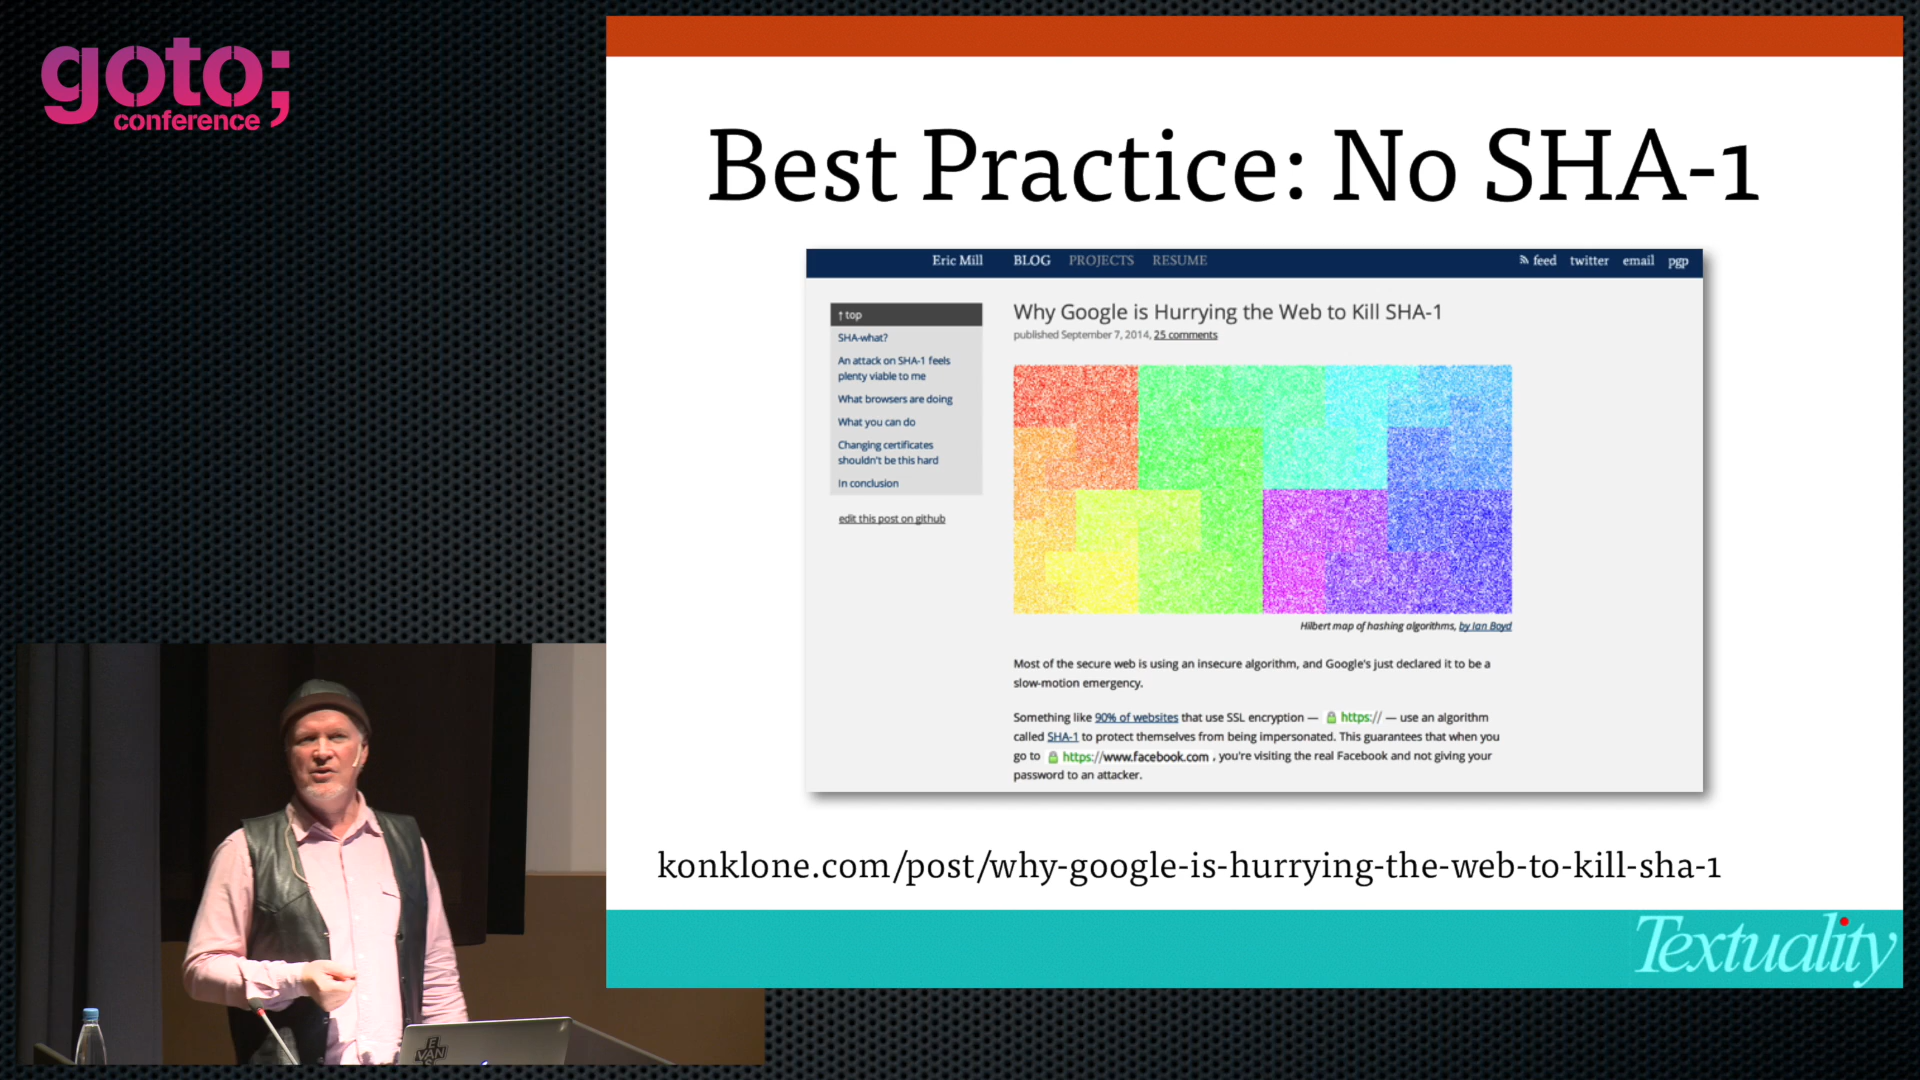 goto;
conference
Best Practice: No SHA-1
Eric Mill BLOG PROJECTS RESUME feed twitter email pgp
↑ top
SHA-what?
An attack on SHA-1 feels
plenty viable to me
What browsers are doing
What you can do
Changing certificates
shouldn't be this hard
In conclusion
edit this post on github
Why Google is Hurrying the Web to Kill SHA-1
published September 7, 2014, 25 comments
Hilbert map of hashing algorithms, by Ian Boyd
Most of the secure web is using an insecure algorithm, and Google's just declared it to be a
slow-motion emergency.
Something like 90% of websites that use SSL encryption — https:// — use an algorithm
called SHA-1 to protect themselves from being impersonated. This guarantees that when you
go to https://www.facebook.com , you're visiting the real Facebook and not giving your
password to an attacker.
konklone.com/post/why-google-is-hurrying-the-web-to-kill-sha-1
Textuality